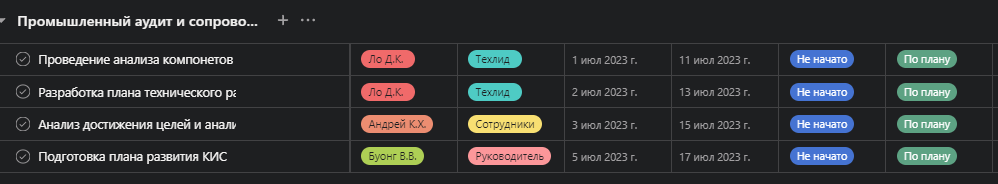 Промышленный аудит и сопрово...
Проведение анализа компонетов Ло Д.К. Техлид 1 июл 2023 г. 11 июл 2023 г. Не начато По плану
Разработка плана технического ра Ло Д.К. Техлид 2 июл 2023 г. 13 июл 2023 г. Не начато По плану
Анализ достижения целей и анали Андрей К.Х. Сотрудники 3 июл 2023 г. 15 июл 2023 г. Не начато По плану
Подготовка плана развития КИС Буонг В.В. Руководитель 5 июл 2023 г. 17 июл 2023 г. Не начато По плану